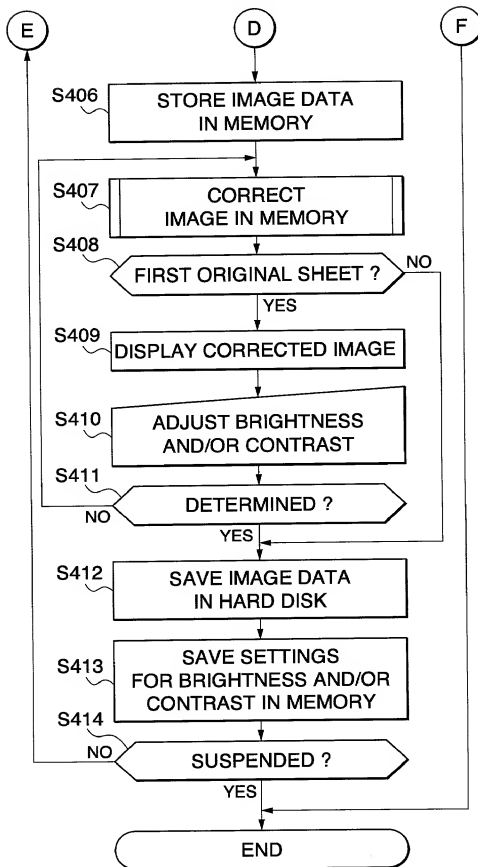 E
D
F
S406
STORE IMAGE DATA
IN MEMORY
S407
CORRECT
IMAGE IN MEMORY
S408
FIRST ORIGINAL SHEET ?
NO
YES
S409
DISPLAY CORRECTED IMAGE
S410
ADJUST BRIGHTNESS
AND/OR CONTRAST
S411
DETERMINED ?
NO
YES
S412
SAVE IMAGE DATA
IN HARD DISK
S413
SAVE SETTINGS
FOR BRIGHTNESS AND/OR
CONTRAST IN MEMORY
S414
NO
SUSPENDED ?
YES
END